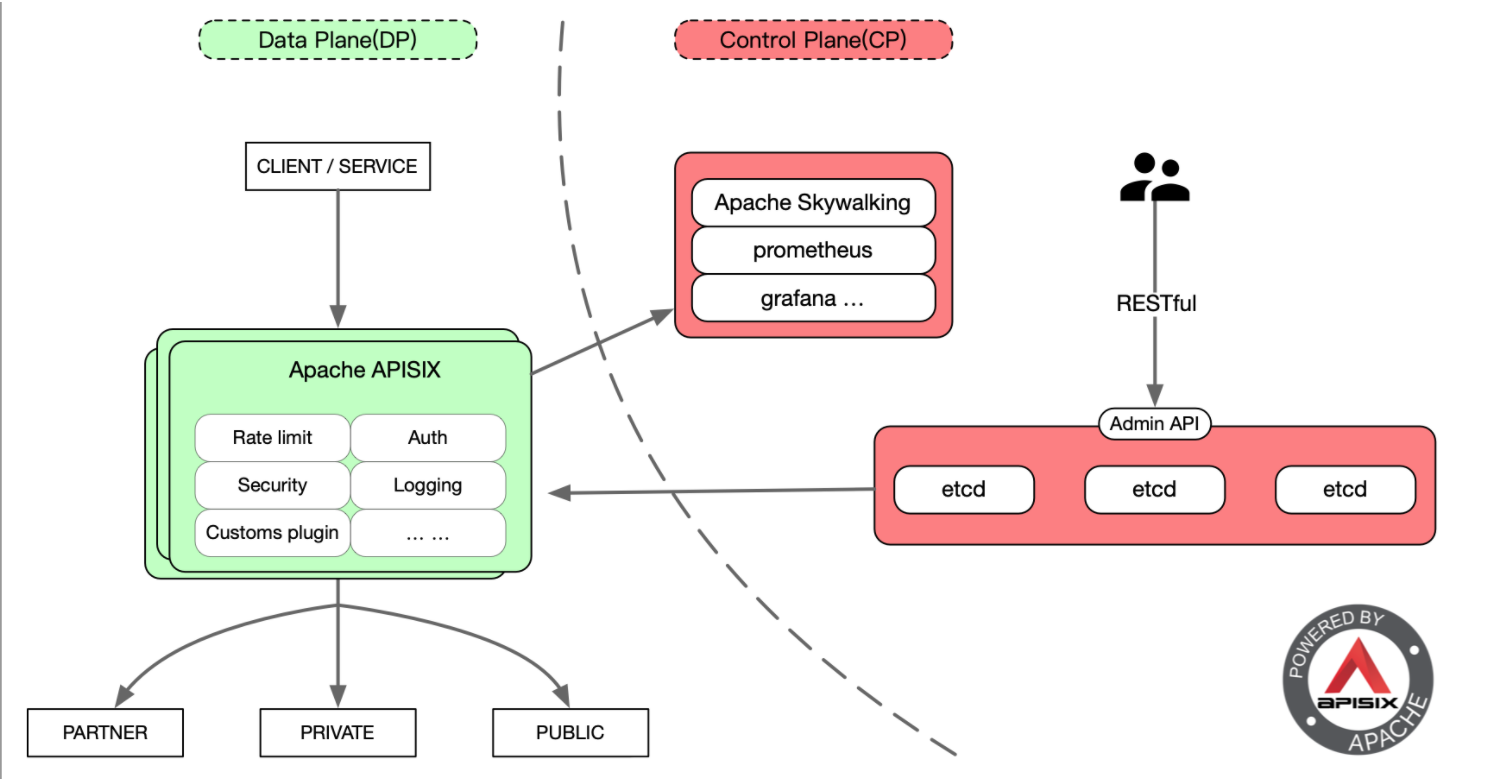 Data Plane(DP)
Control Plane(CP)
CLIENT / SERVICE
Apache Skywalking
prometheus
grafana ...
RESTful
Apache APISIX
Rate limit
Auth
Security
Logging
Customs plugin
... ...
Admin API
etcd
etcd
etcd
PARTNER
PRIVATE
PUBLIC
POWERED BY
APISIX
APACHE